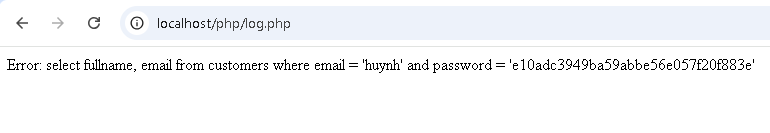 localhost/php/log.php
Error: select fullname, email from customers where email = 'huynh' and password = 'e10adc3949ba59abbe56e057f20f883e'